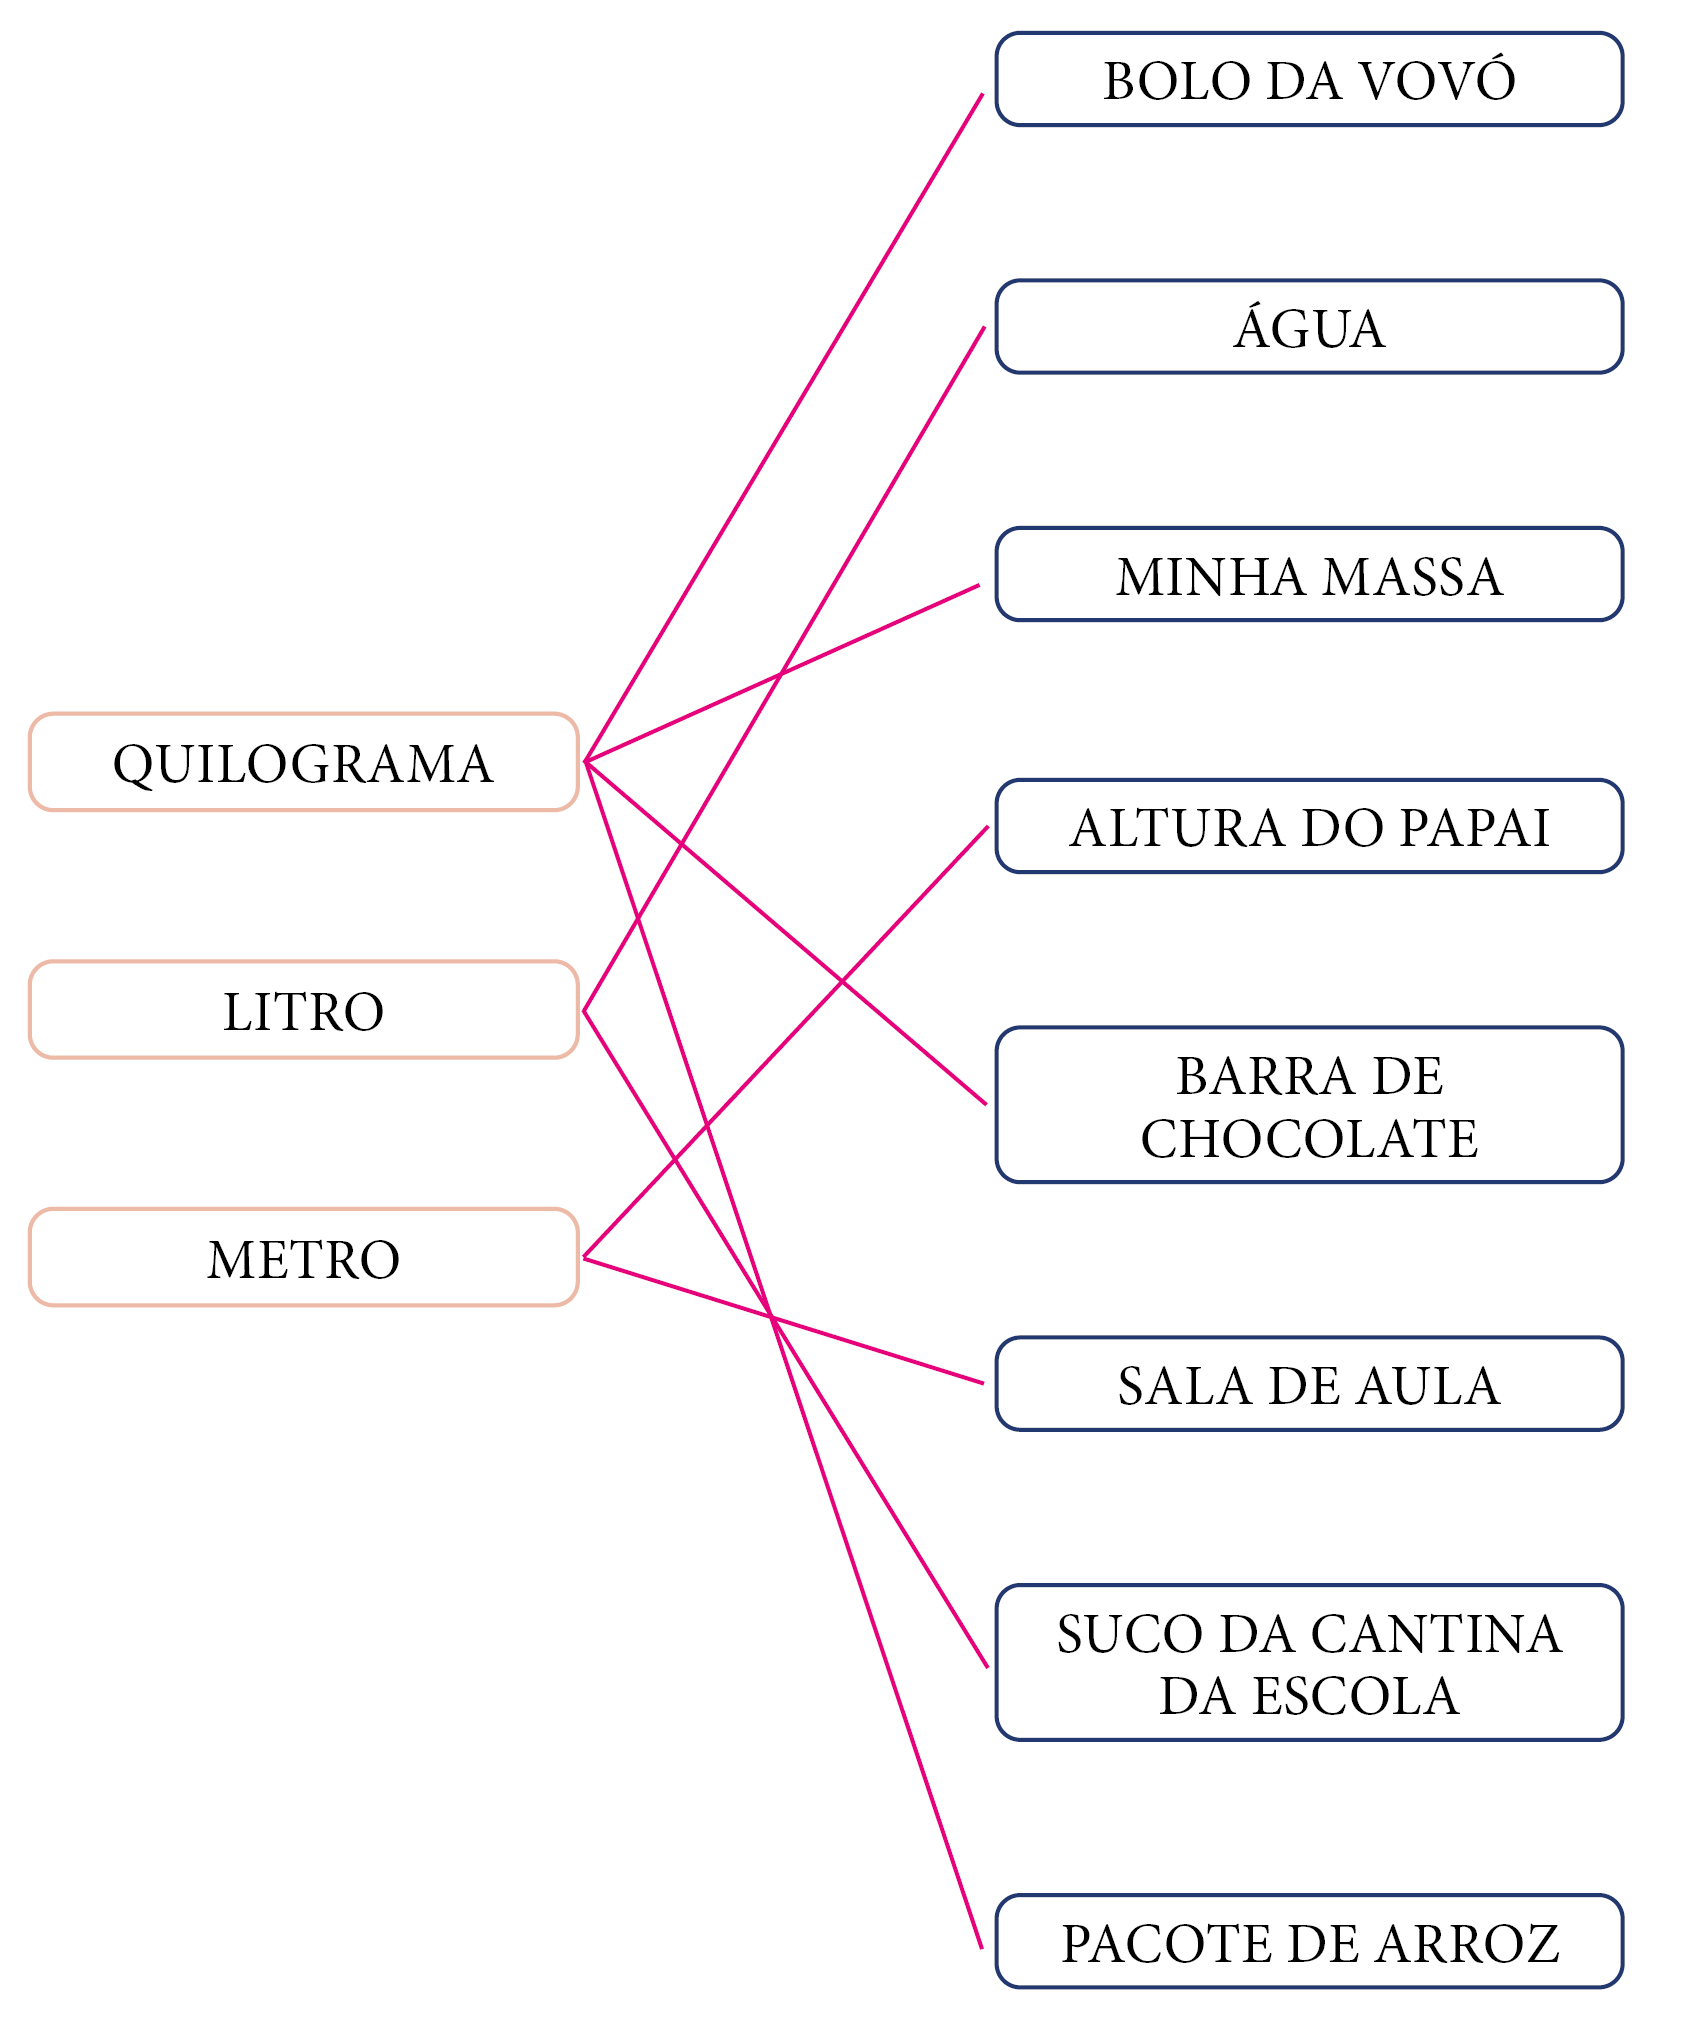 QUILOGRAMA
LITRO
METRO
BOLO DA VOVÓ
ÁGUA
MINHA MASSA
ALTURA DO PAPAI
BARRA DE
CHOCOLATE
SALA DE AULA
SUCO DA CANTINA
DA ESCOLA
PACOTE DE ARROZ